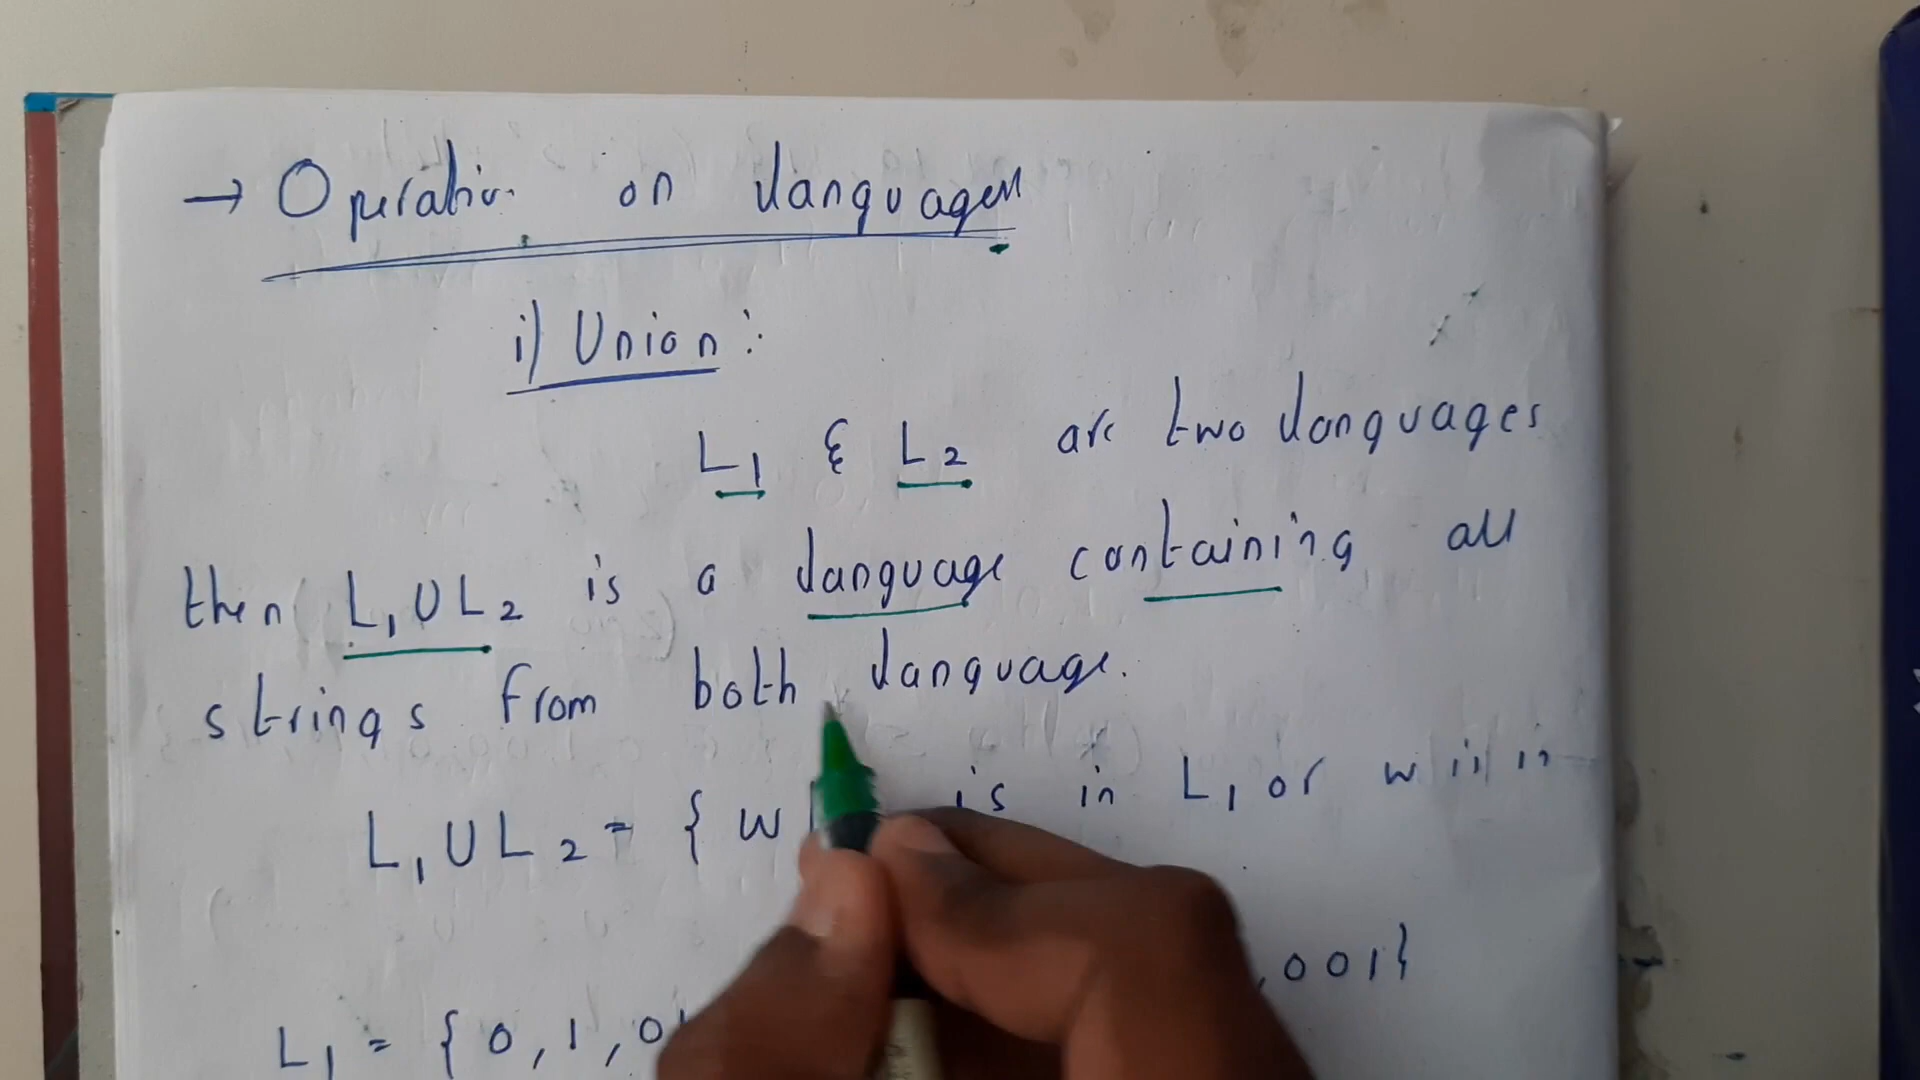 → Operation on languages
i) Union :
L1 & L2 are two languages
then L1 U L2 is a language containing all
strings from both language.
L1 U L2 = { w | is in L1 or w is in
L1 = { 0, 1, 0 , 001}